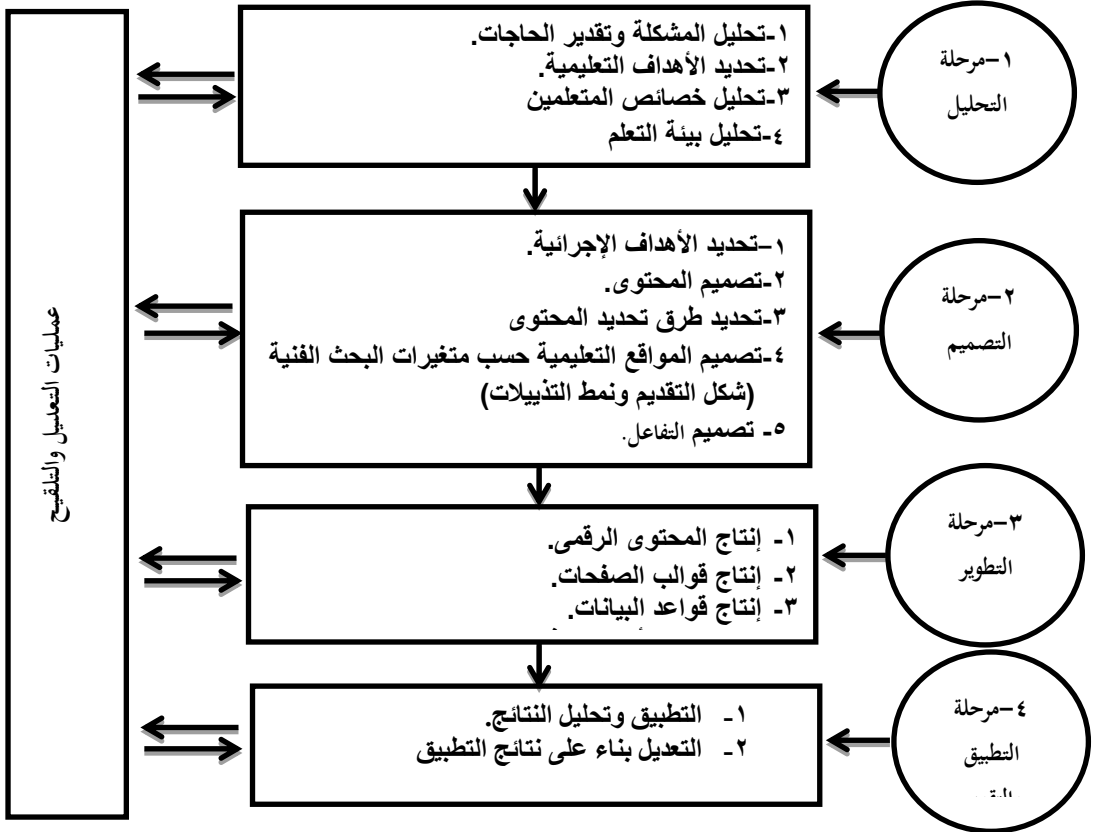 ١-مرحلة
التحليل
١-تحليل المشكلة وتقدير الحاجات.
٢-تحديد الأهداف التعليمية.
٣-تحليل خصائص المتعلمين
٤-تحليل بيئة التعلم
٢-مرحلة
التصميم
١-تحديد الأهداف الإجرائية.
٢-تصميم المحتوى.
٣-تحديد طرق تحديد المحتوى
٤-تصميم المواقع التعليمية حسب متغيرات البحث الفنية
(شكل التقديم ونمط التذييلات)
٥- تصميم التفاعل.
٣-مرحلة
التطوير
١- إنتاج المحتوى الرقمى.
٢- إنتاج قوالب الصفحات.
٣- إنتاج قواعد البيانات.
٤-مرحلة
التطبيق
١- التطبيق وتحليل النتائج.
٢- التعديل بناء على نتائج التطبيق
عمليات التعديل والتلقيح